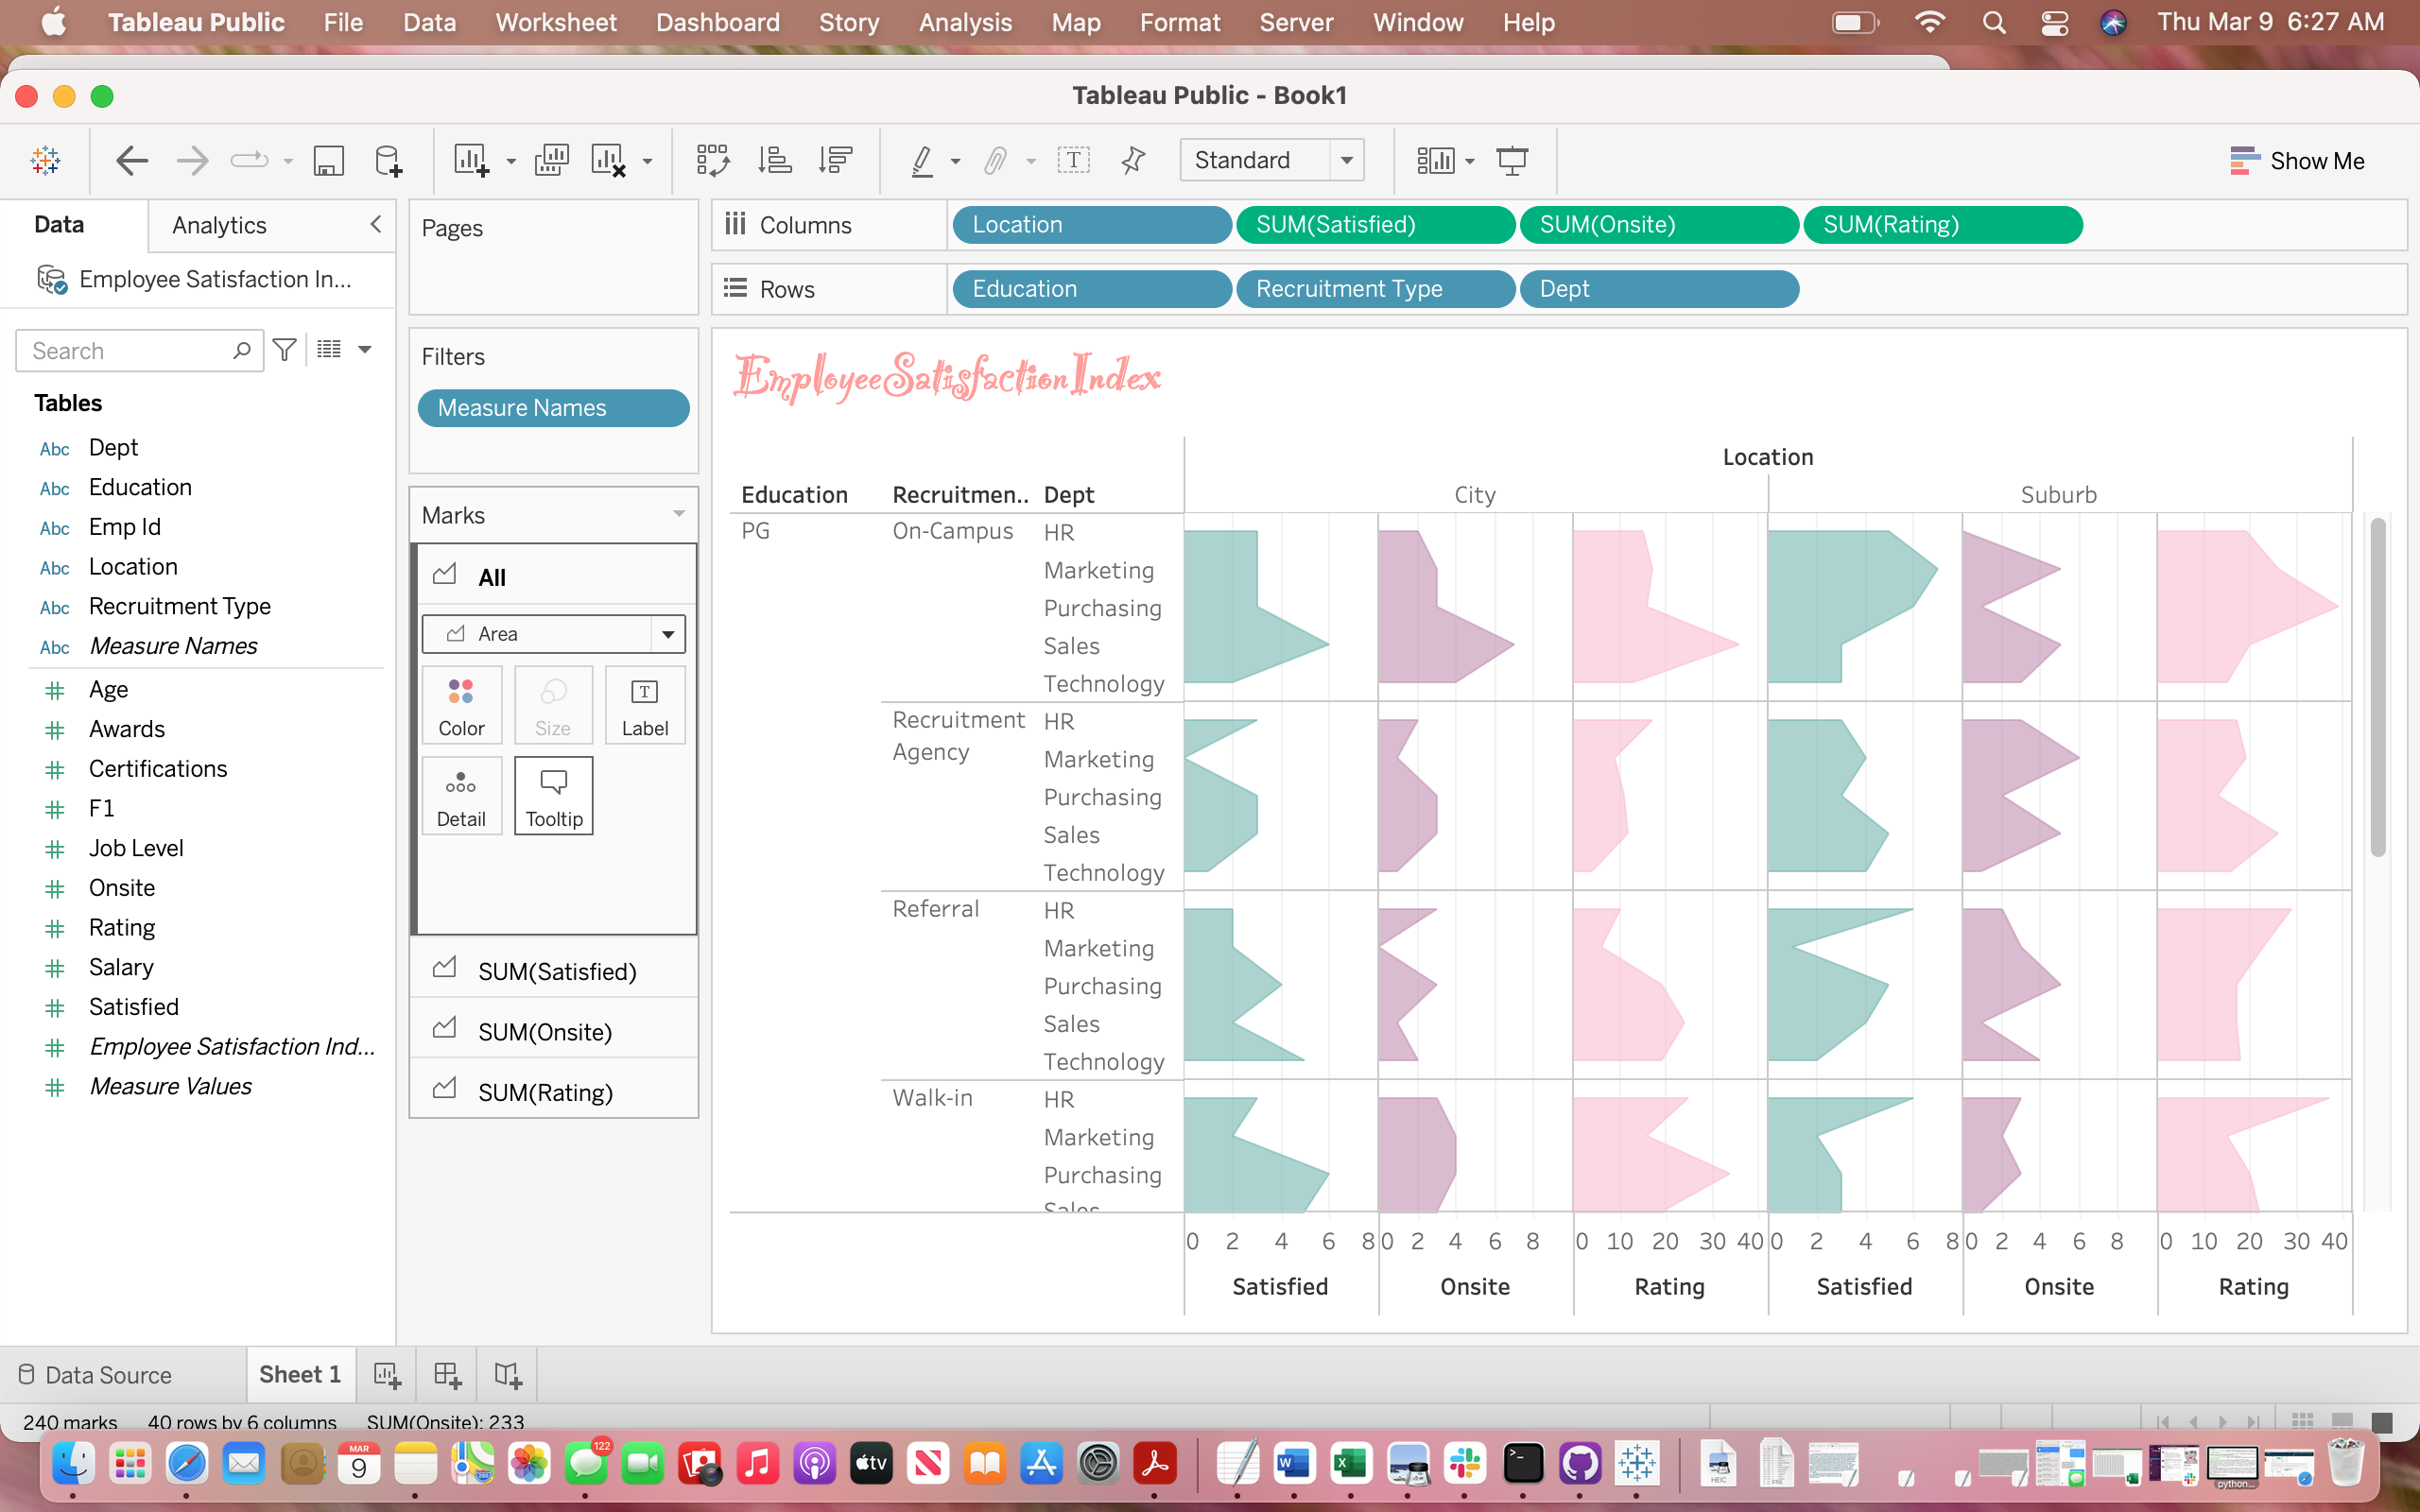 Tableau Public File Data Worksheet Dashboard Story Analysis Map Format Server Window Help Thu Mar 9 6:27 AM
Tableau Public - Book1
Standard Show Me
Data Analytics
Pages
Columns Location SUM(Satisfied) SUM(Onsite) SUM(Rating)
Rows Education Recruitment Type Dept
Employee Satisfaction In...
Search
Tables
Abc Dept
Abc Education
Abc Emp Id
Abc Location
Abc Recruitment Type
Abc Measure Names
# Age
# Awards
# Certifications
# F1
# Job Level
# Onsite
# Rating
# Salary
# Satisfied
# Employee Satisfaction Ind...
# Measure Values
Filters
Measure Names
Marks
All
Area
Color Size Label
Detail Tooltip
SUM(Satisfied)
SUM(Onsite)
SUM(Rating)
EmployeeSatisfactionIndex
Location
Education Recruitmen.. Dept City Suburb
PG On-Campus HR
Marketing
Purchasing
Sales
Technology
Recruitment HR
Agency Marketing
Purchasing
Sales
Technology
Referral HR
Marketing
Purchasing
Sales
Technology
Walk-in HR
Marketing
Purchasing
Sales
0 2 4 6 8 0 2 4 6 8 0 10 20 30 40 0 2 4 6 8 0 2 4 6 8 0 10 20 30 40
Satisfied Onsite Rating Satisfied Onsite Rating
Data Source Sheet 1
240 marks 40 rows by 6 columns SUM(Onsite): 233
MAR
9
122
tv
HEIC
python...